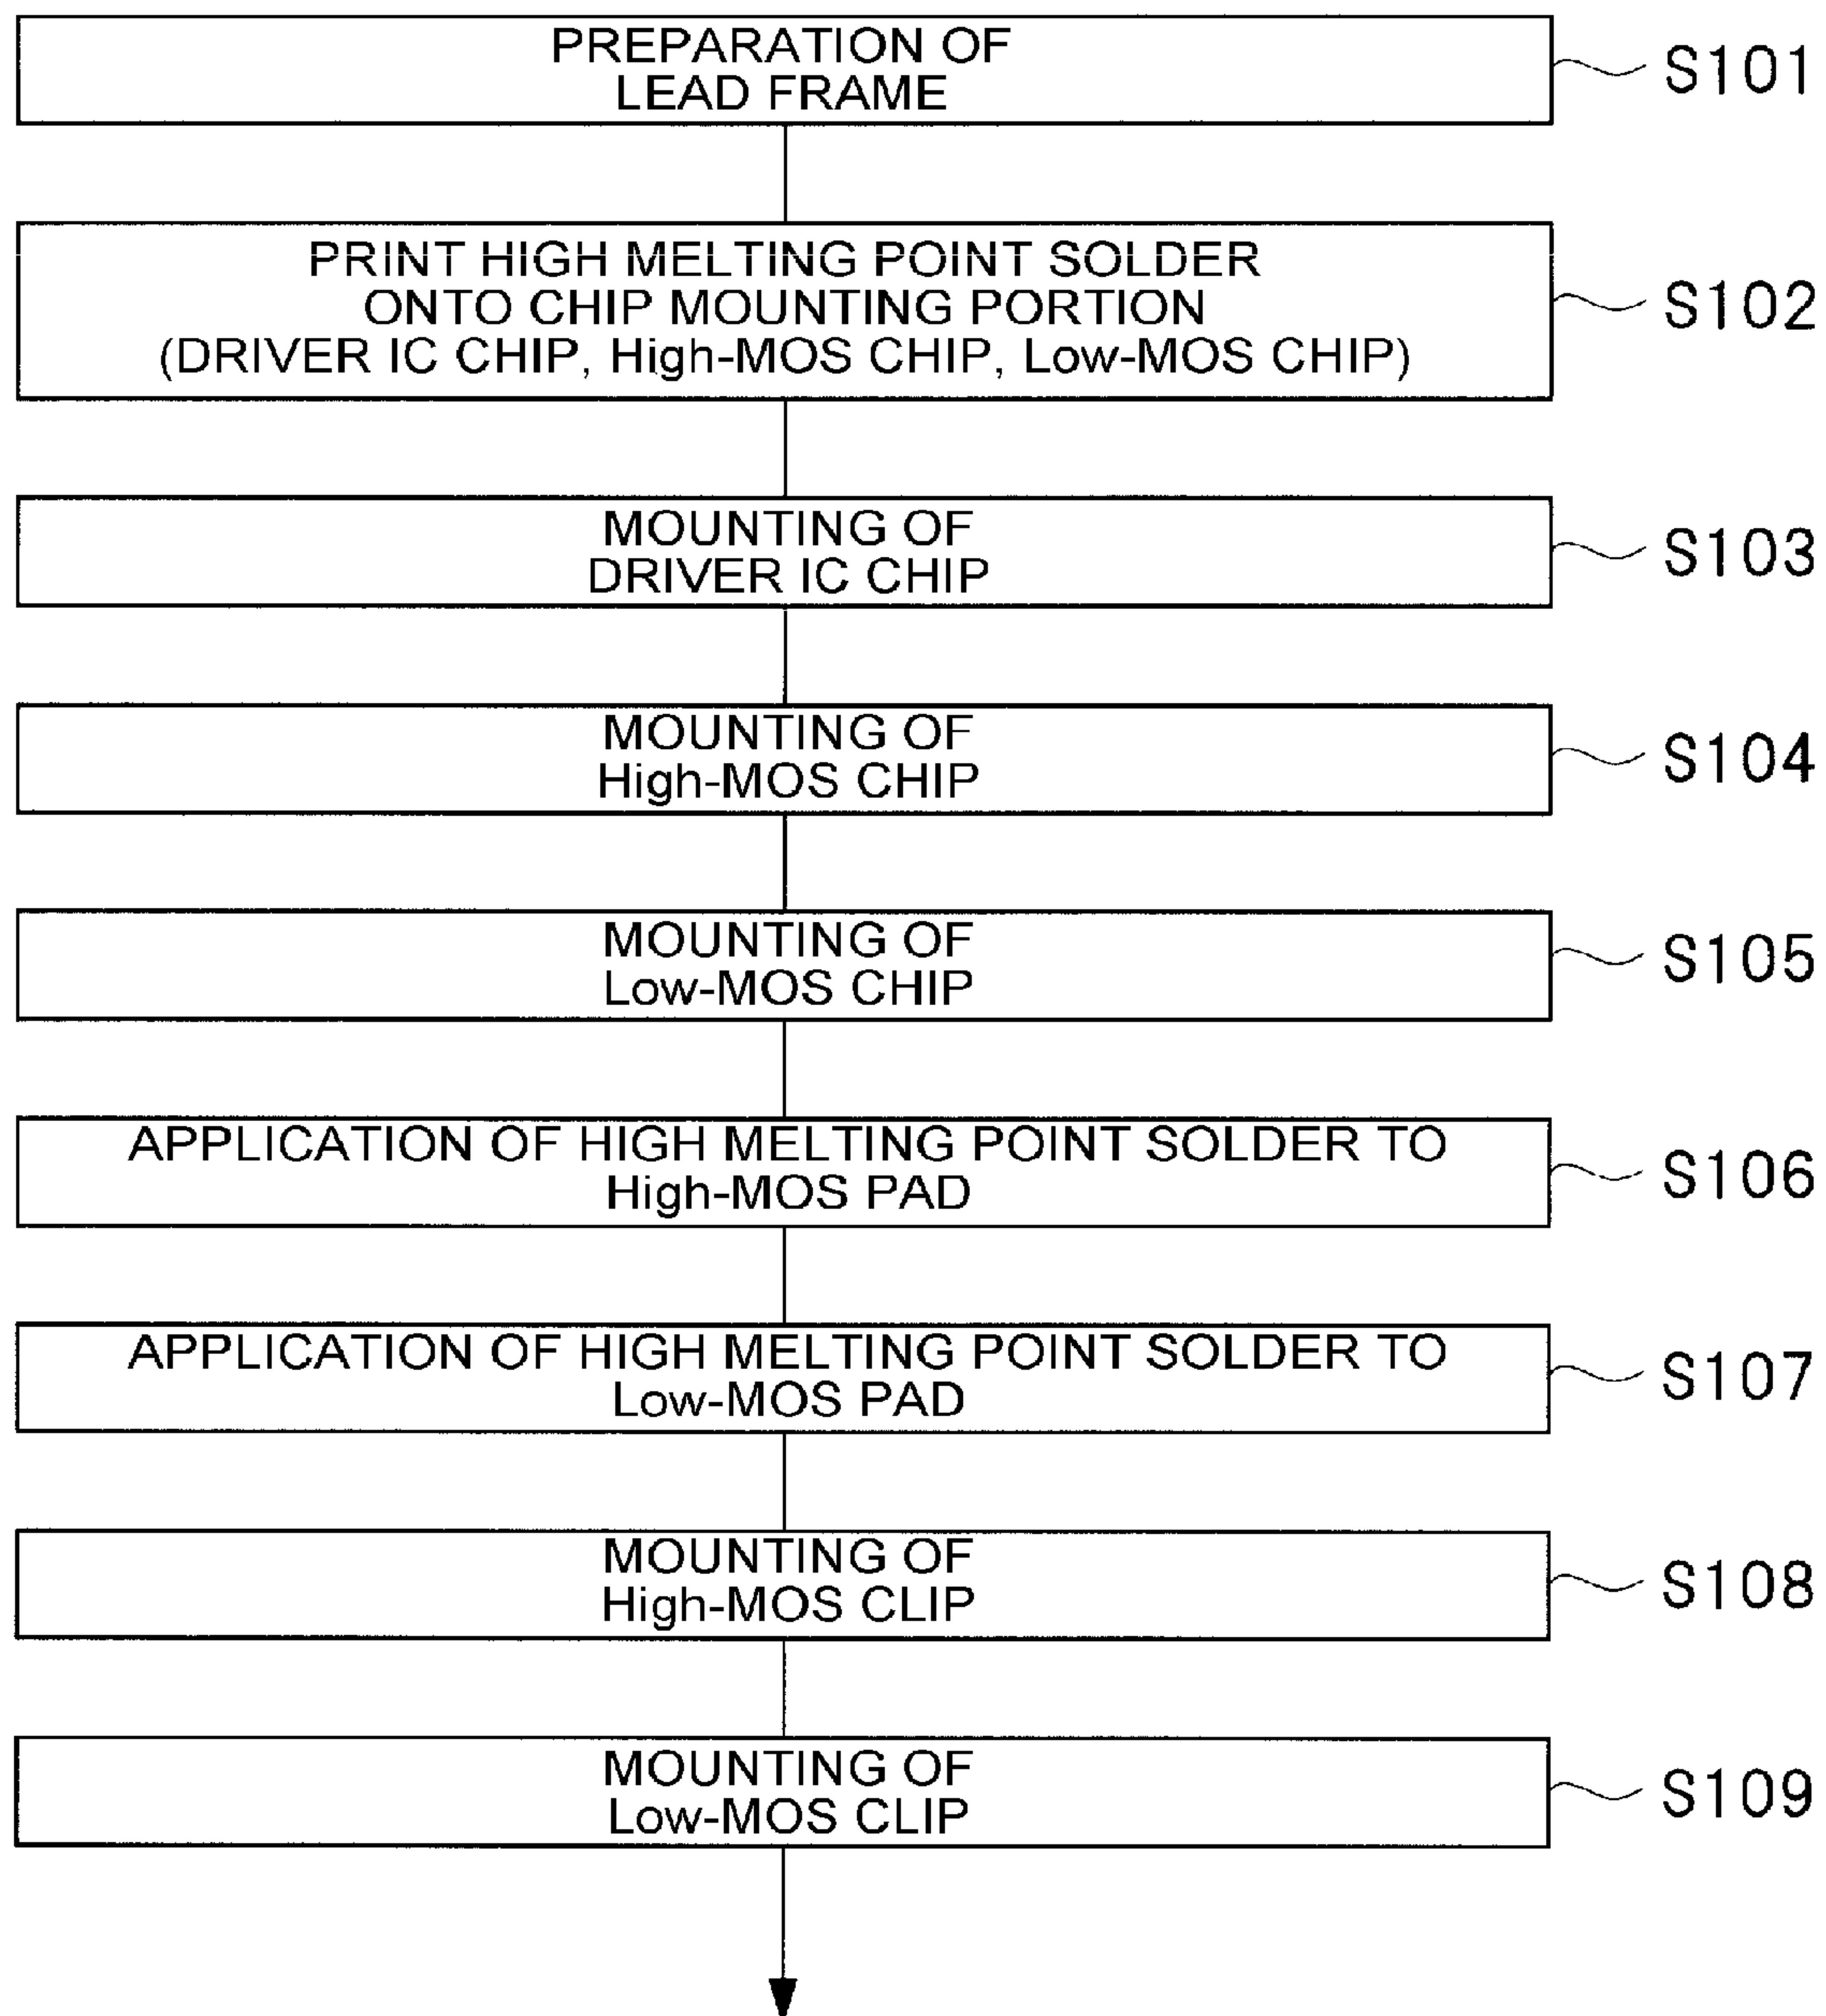 PREPARATION OF
LEAD FRAME
S101
PRINT HIGH MELTING POINT SOLDER
ONTO CHIP MOUNTING PORTION
(DRIVER IC CHIP, High-MOS CHIP, Low-MOS CHIP)
S102
MOUNTING OF
DRIVER IC CHIP
S103
MOUNTING OF
High-MOS CHIP
S104
MOUNTING OF
Low-MOS CHIP
S105
APPLICATION OF HIGH MELTING POINT SOLDER TO
High-MOS PAD
S106
APPLICATION OF HIGH MELTING POINT SOLDER TO
Low-MOS PAD
S107
MOUNTING OF
High-MOS CLIP
S108
MOUNTING OF
Low-MOS CLIP
S109